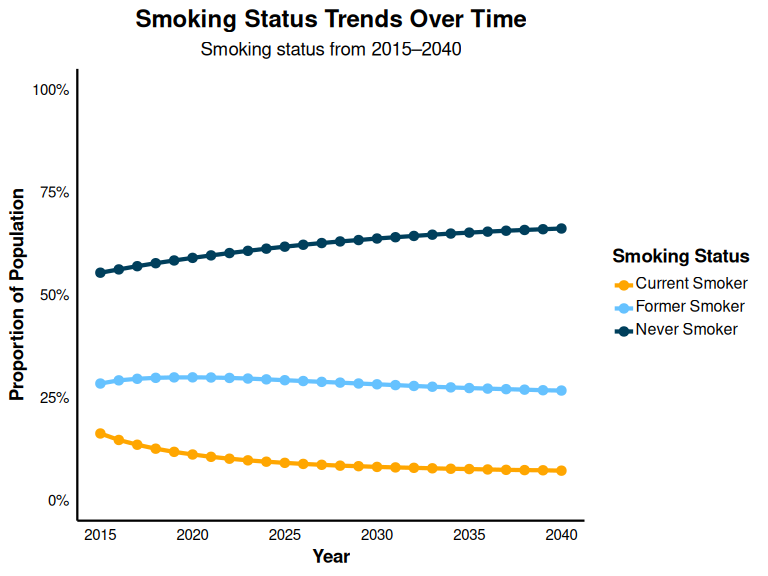 Smoking Status Trends Over Time
Smoking status from 2015–2040
Proportion of Population
100%
75%
50%
25%
0%
2015 2020 2025 2030 2035 2040
Year
Smoking Status
Current Smoker
Former Smoker
Never Smoker